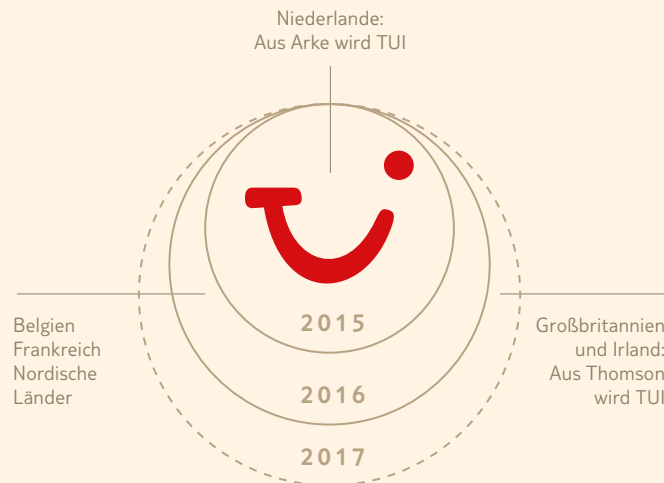 Niederlande:
Aus Arke wird TUI
2015
Belgien
Frankreich
Nordische
Länder
2016
Großbritannien
und Irland:
Aus Thomson
wird TUI
2017